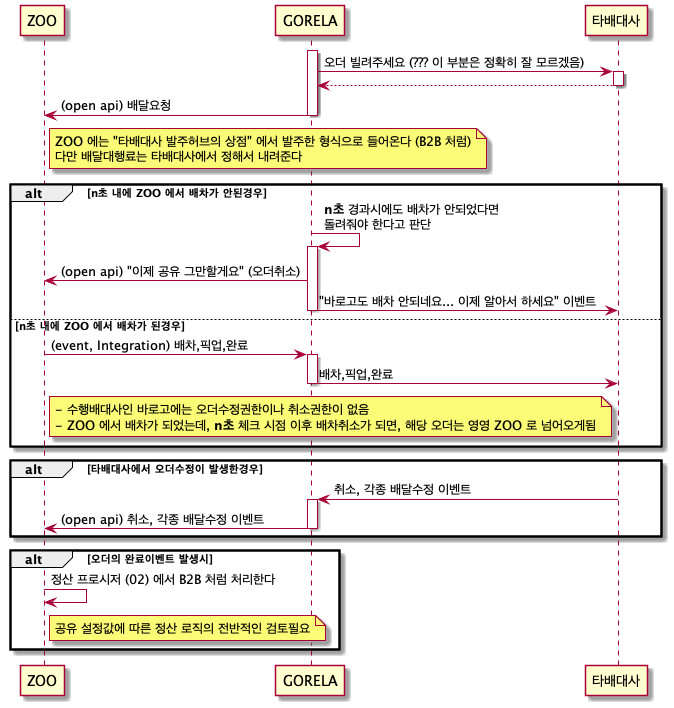 ZOO GORELA 타배대사
오더 빌려주세요 (??? 이 부분은 정확히 잘 모르겠음)
(open api) 배달요청
ZOO 에는 "타배대사 발주허브의 상점" 에서 발주한 형식으로 들어온다 (B2B 처럼)
다만 배달대행료는 타배대사에서 정해서 내려준다
alt [n초 내에 ZOO 에서 배차가 안된경우]
n초 경과시에도 배차가 안되었다면
돌려줘야 한다고 판단
(open api) "이제 공유 그만할게요" (오더취소)
"바로고도 배차 안되네요... 이제 알아서 하세요" 이벤트
[n초 내에 ZOO 에서 배차가 된경우]
(event, Integration) 배차,픽업,완료
배차,픽업,완료
- 수행배대사인 바로고에는 오더수정권한이나 취소권한이 없음
- ZOO 에서 배차가 되었는데, n초 체크 시점 이후 배차취소가 되면, 해당 오더는 영영 ZOO 로 넘어오게됨
alt [타배대사에서 오더수정이 발생한경우]
취소, 각종 배달수정 이벤트
(open api) 취소, 각종 배달수정 이벤트
alt [오더의 완료이벤트 발생시]
정산 프로시저 (02) 에서 B2B 처럼 처리한다
공유 설정값에 따른 정산 로직의 전반적인 검토필요
ZOO GORELA 타배대사